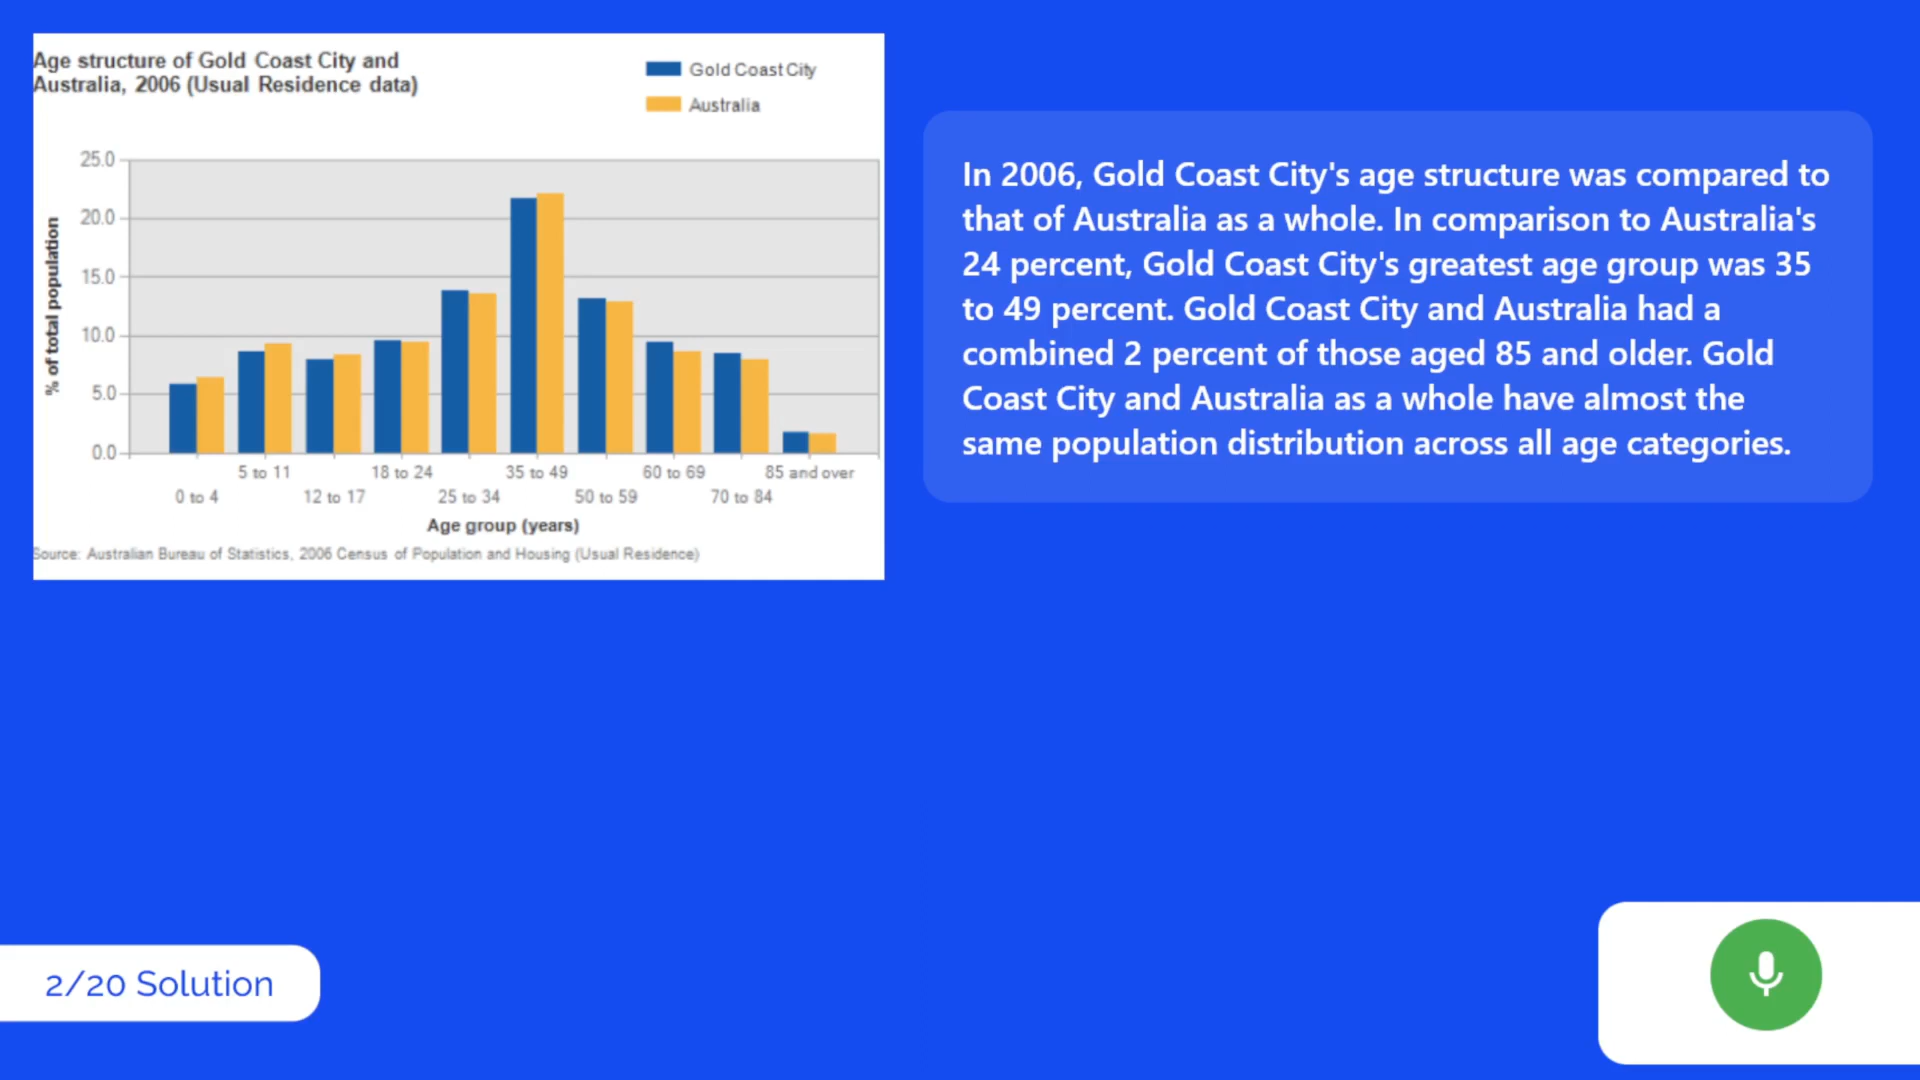 Age structure of Gold Coast City and
Australia, 2006 (Usual Residence data)
Gold Coast City
Australia
% of total population
25.0
20.0
15.0
10.0
5.0
0.0
5 to 11
18 to 24
35 to 49
60 to 69
85 and over
0 to 4
12 to 17
25 to 34
50 to 59
70 to 84
Age group (years)
Source: Australian Bureau of Statistics, 2006 Census of Population and Housing (Usual Residence)
In 2006, Gold Coast City's age structure was compared to
that of Australia as a whole. In comparison to Australia's
24 percent, Gold Coast City's greatest age group was 35
to 49 percent. Gold Coast City and Australia had a
combined 2 percent of those aged 85 and older. Gold
Coast City and Australia as a whole have almost the
same population distribution across all age categories.
2/20 Solution